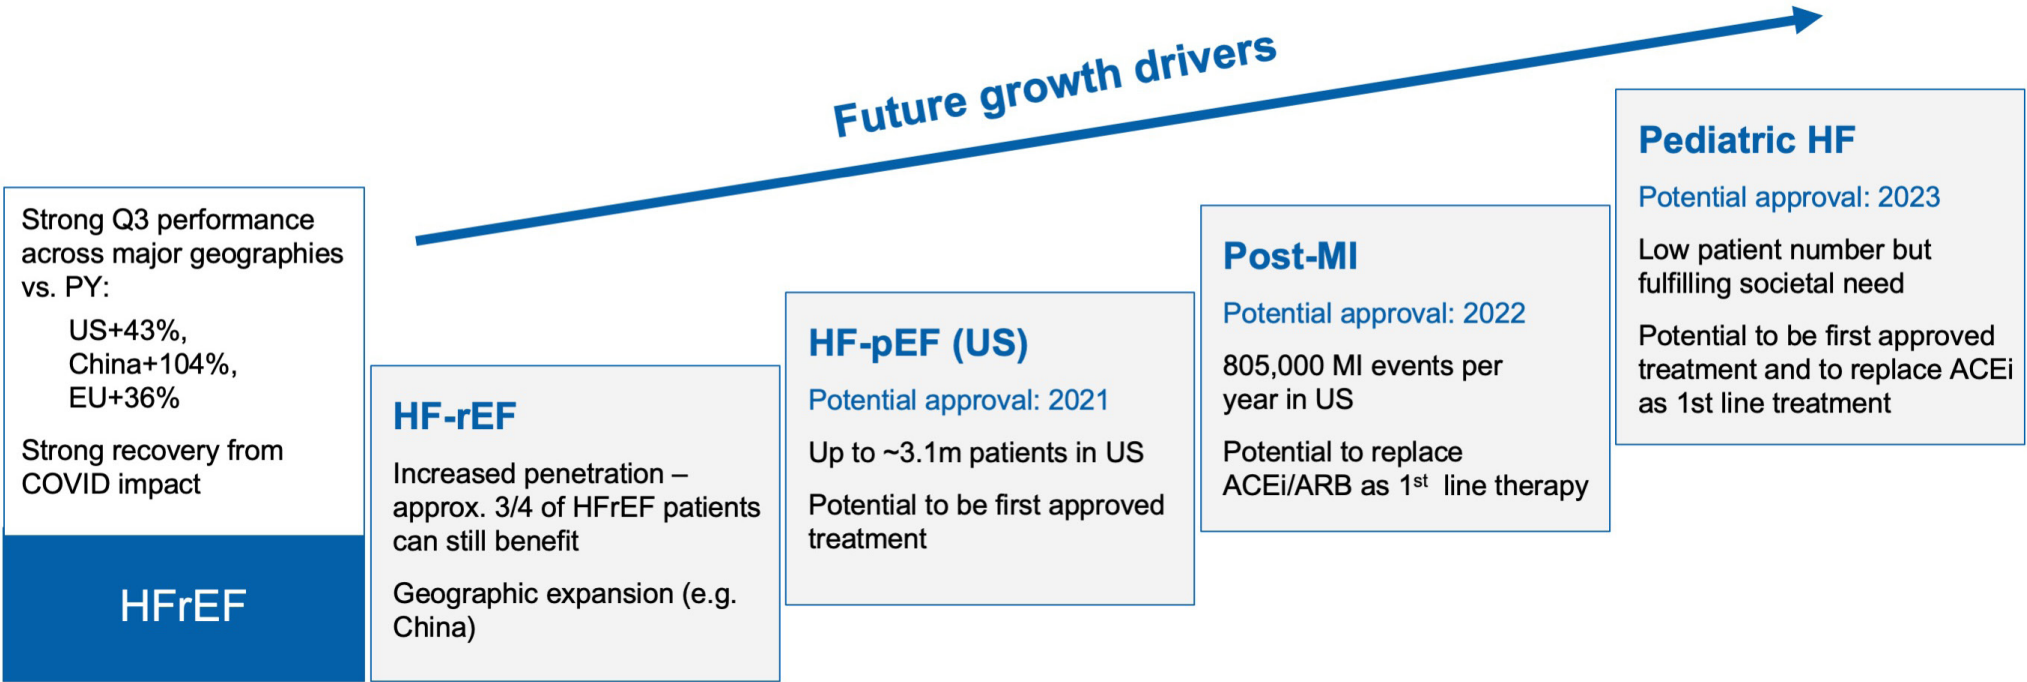 Future growth drivers
Strong Q3 performance
across major geographies
vs. PY:
US+43%,
China+104%,
EU+36%
Strong recovery from
COVID impact
HFrEF
HF-rEF
Increased penetration –
approx. 3/4 of HFrEF patients
can still benefit
Geographic expansion (e.g.
China)
HF-pEF (US)
Potential approval: 2021
Up to ~3.1m patients in US
Potential to be first approved
treatment
Post-MI
Potential approval: 2022
805,000 MI events per
year in US
Potential to replace
ACEi/ARB as 1st line therapy
Pediatric HF
Potential approval: 2023
Low patient number but
fulfilling societal need
Potential to be first approved
treatment and to replace ACEi
as 1st line treatment